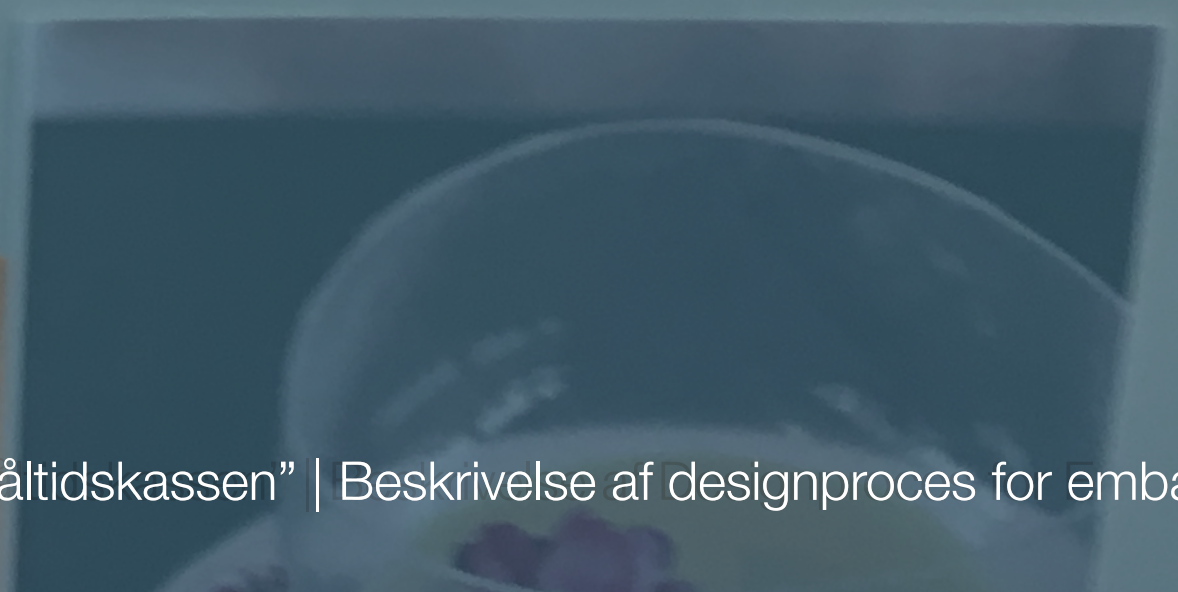 åltidskassen” | Beskrivelse af designproces for emba